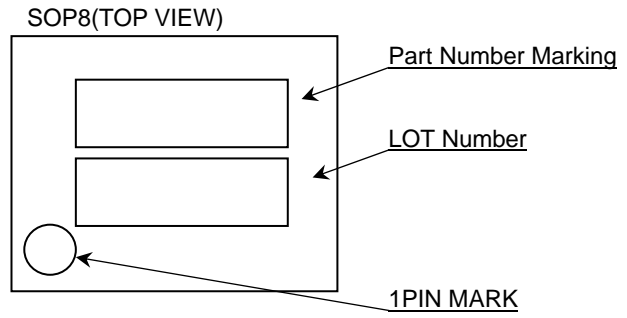 SOP8(TOP VIEW)
Part Number Marking
LOT Number
1PIN MARK